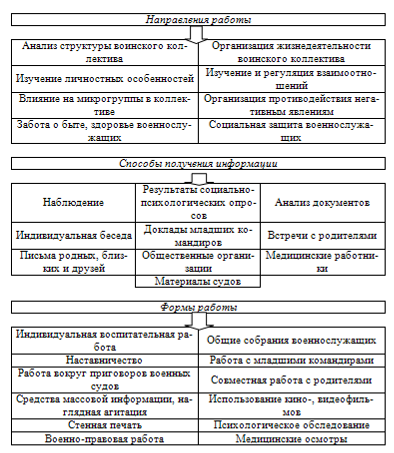 Направления работы
Анализ структуры воинского кол-
лектива
Организация жизнедеятельности
воинского коллектива
Изучение личностных особенностей
Изучение и регуляция взаимоотно-
шений
Влияние на микрогруппы в коллек-
тиве
Организация противодействия нега-
тивным явлениям
Забота о быте, здоровье военнослу-
жащих
Социальная защита военнослужа-
щих
Способы получения информации
Наблюдение
Результаты социально-
психологических опро-
сов
Анализ документов
Индивидуальная беседа
Доклады младших ко-
мандиров
Встречи с родителями
Письма родных, близ-
ких и друзей
Общественные органи-
зации
Медицинские работни-
ки
Материалы судов
Формы работы
Индивидуальная воспитательная ра-
бота
Общие собрания военнослужащих
Наставничество
Работа с младшими командирами
Работа вокруг приговоров военных
судов
Совместная работа с родителями
Средства массовой информации, наг-
лядная агитация
Использование кино-, видеофиль-
мов
Стенная печать
Психологическое обследование
Военно-правовая работа
Медицинские осмотры